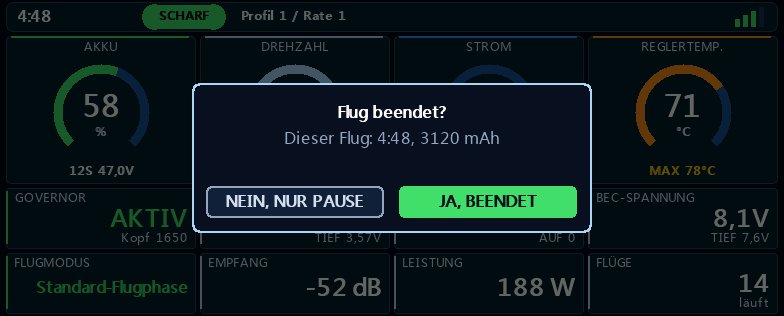 4:48 SCHARF Profil 1 / Rate 1
AKKU DREHZAHL STROM REGLERTEMP.
58 71
% °C
12S 47,0V MAX 78°C
Flug beendet?
Dieser Flug: 4:48, 3120 mAh
NEIN, NUR PAUSE JA, BEENDET
GOVERNOR BEC-SPANNUNG
AKTIV 8,1V
Kopf 1650 TIEF 3,57V AUF 0 TIEF 7,6V
FLUGMODUS EMPFANG LEISTUNG FLÜGE
Standard-Flugphase -52 dB 188 W 14
läuft